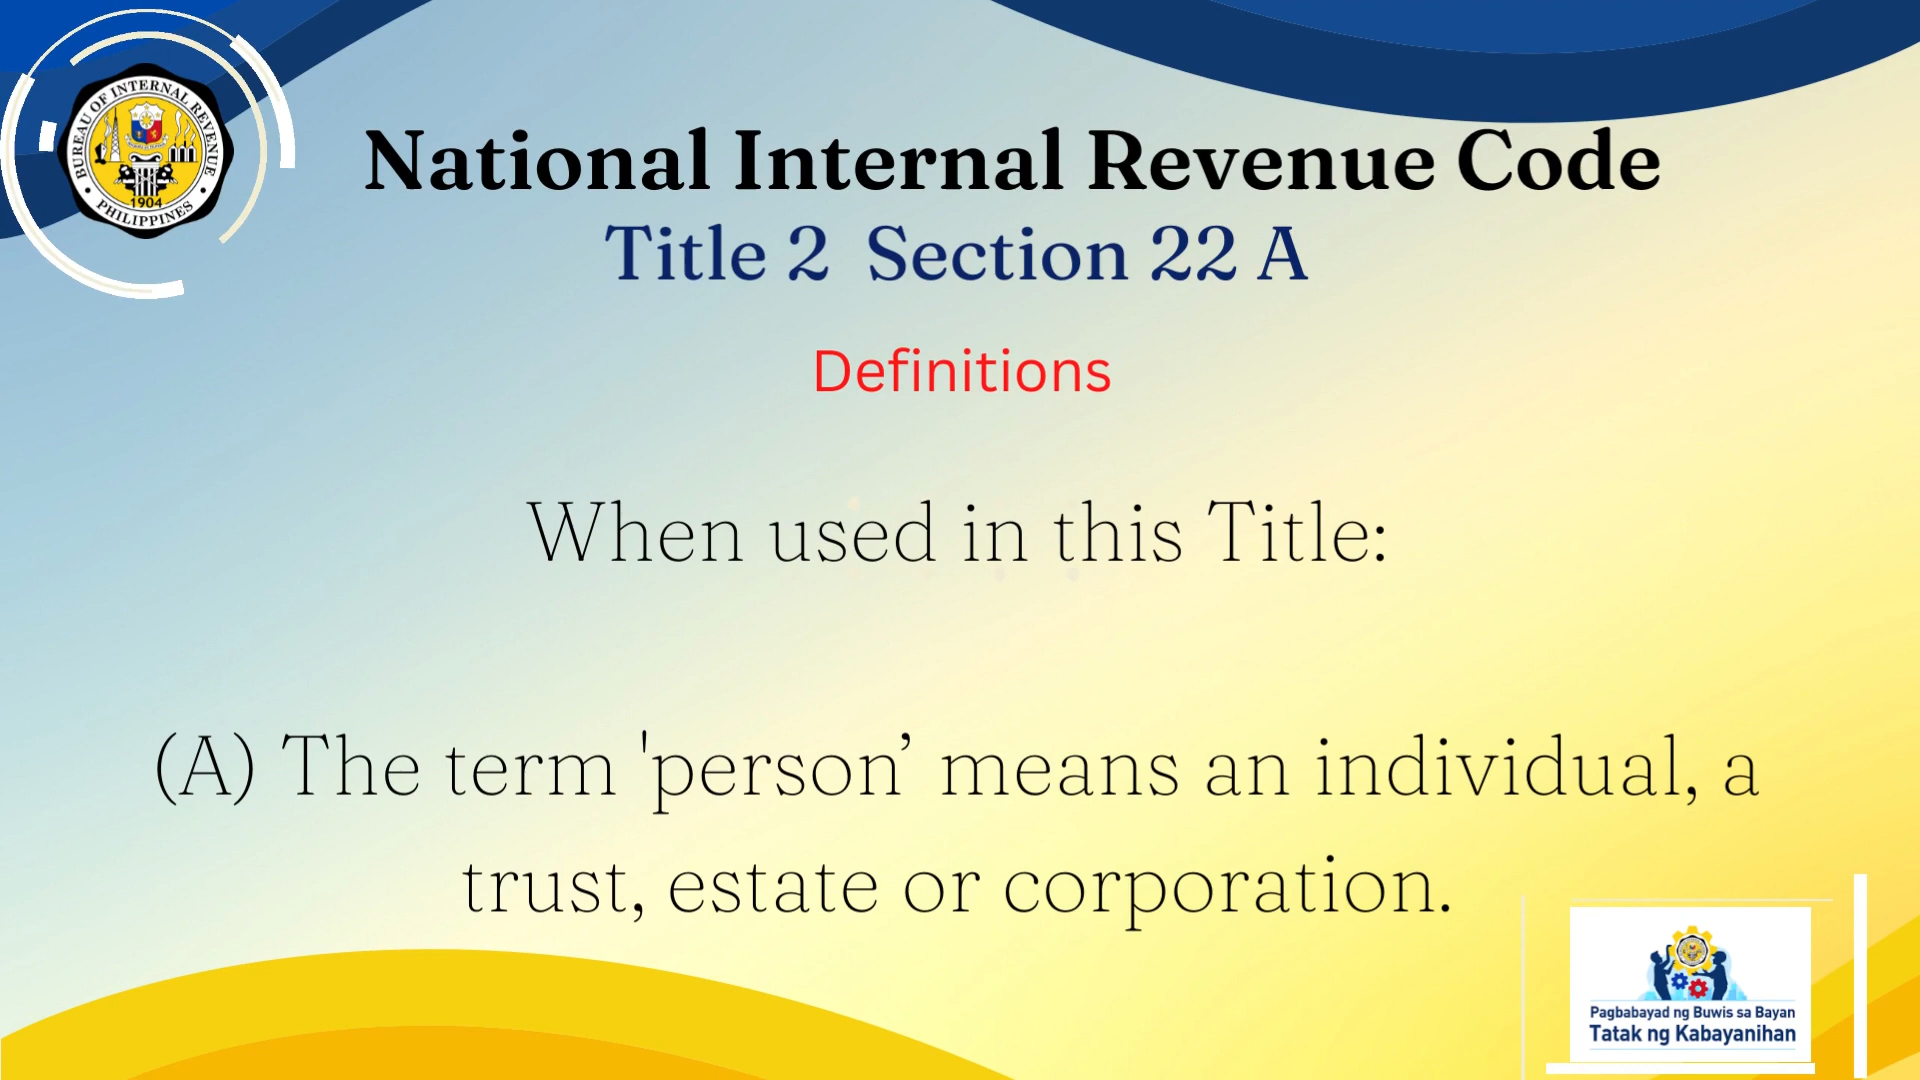 BUREAU OF INTERNAL REVENUE
1904
PHILIPPINES
National Internal Revenue Code
Title 2 Section 22 A
Definitions
When used in this Title:
(A) The term 'person’ means an individual, a
trust, estate or corporation.
Pagbabayad ng Buwis sa Bayan
Tatak ng Kabayanihan